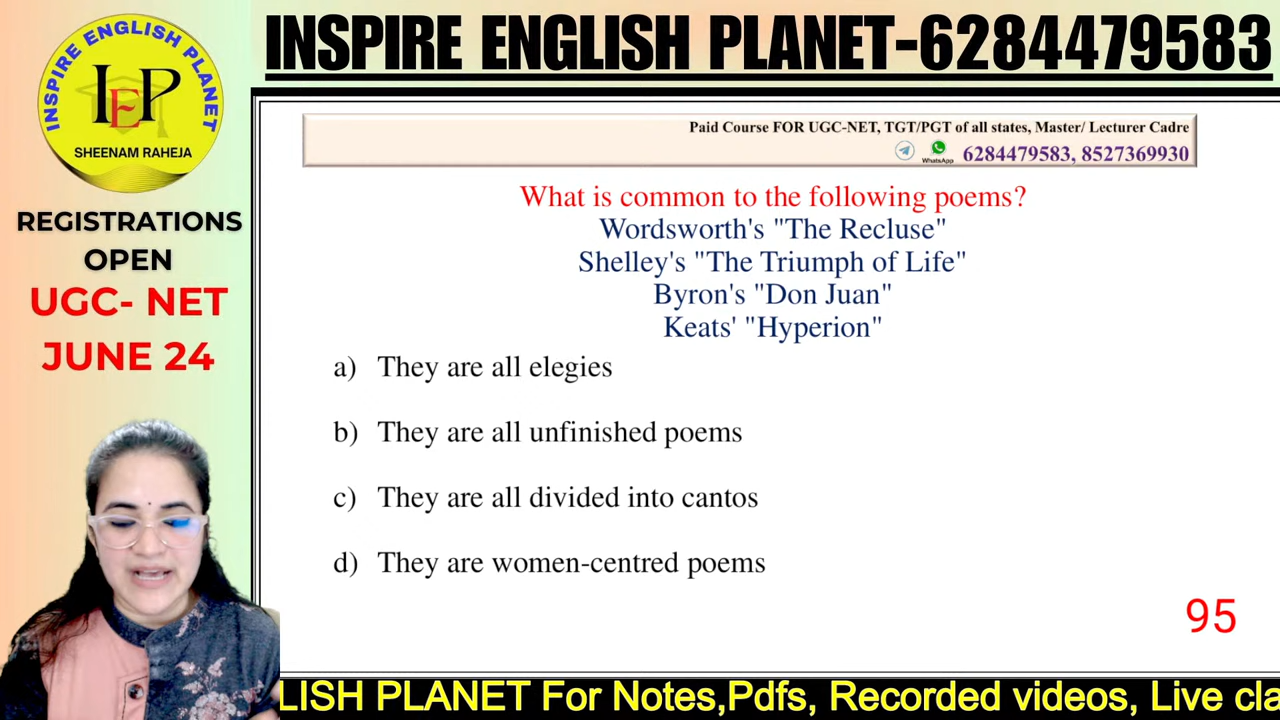 INSPIRE ENGLISH PLANET
IEP
SHEENAM RAHEJA
REGISTRATIONS
OPEN
UGC- NET
JUNE 24
INSPIRE ENGLISH PLANET-6284479583
Paid Course FOR UGC-NET, TGT/PGT of all states, Master/ Lecturer Cadre
WhatsApp 6284479583, 8527369930
What is common to the following poems?
Wordsworth's "The Recluse"
Shelley's "The Triumph of Life"
Byron's "Don Juan"
Keats' "Hyperion"
a) They are all elegies
b) They are all unfinished poems
c) They are all divided into cantos
d) They are women-centred poems
95
LISH PLANET For Notes,Pdfs, Recorded videos, Live cla